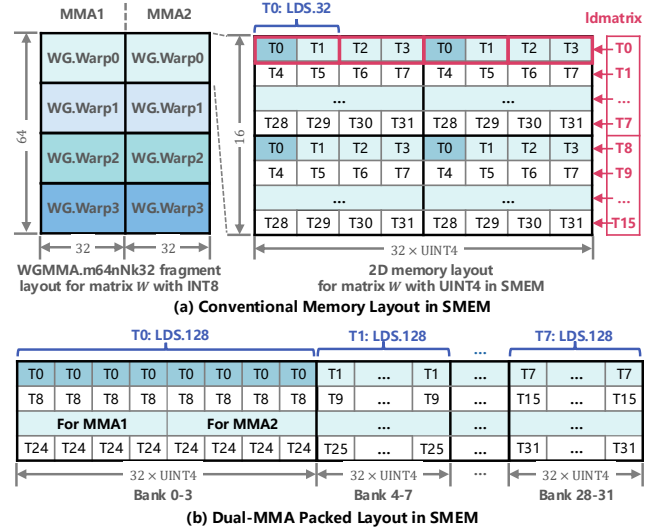 MMA1 MMA2 T0: LDS.32 ldmatrix
WG.Warp0 WG.Warp0 T0 T1 T2 T3 T0 T1 T2 T3 T0
T4 T5 T6 T7 T4 T5 T6 T7 T1
WG.Warp1 WG.Warp1 ... ... ...
T28 T29 T30 T31 T28 T29 T30 T31 T7
64 16
WG.Warp2 WG.Warp2 T0 T1 T2 T3 T0 T1 T2 T3 T8
T4 T5 T6 T7 T4 T5 T6 T7 T9
WG.Warp3 WG.Warp3 ... ... ...
T28 T29 T30 T31 T28 T29 T30 T31 T15
32 32 32 × UINT4
WGMMA.m64nNk32 fragment 2D memory layout
layout for matrix W with INT8 for matrix W with UINT4 in SMEM
(a) Conventional Memory Layout in SMEM
T0: LDS.128 T1: LDS.128 ... T7: LDS.128
T0 T0 T0 T0 T0 T0 T0 T0 T1 ... T1 ... T7 ... T7
T8 T8 T8 T8 T8 T8 T8 T8 T9 ... T9 ... T15 ... T15
For MMA1 For MMA2 ... ... ...
T24 T24 T24 T24 T24 T24 T24 T24 T25 ... T25 ... T31 ... T31
32 × UINT4 32 × UINT4 ... 32 × UINT4
Bank 0-3 Bank 4-7 ... Bank 28-31
(b) Dual-MMA Packed Layout in SMEM